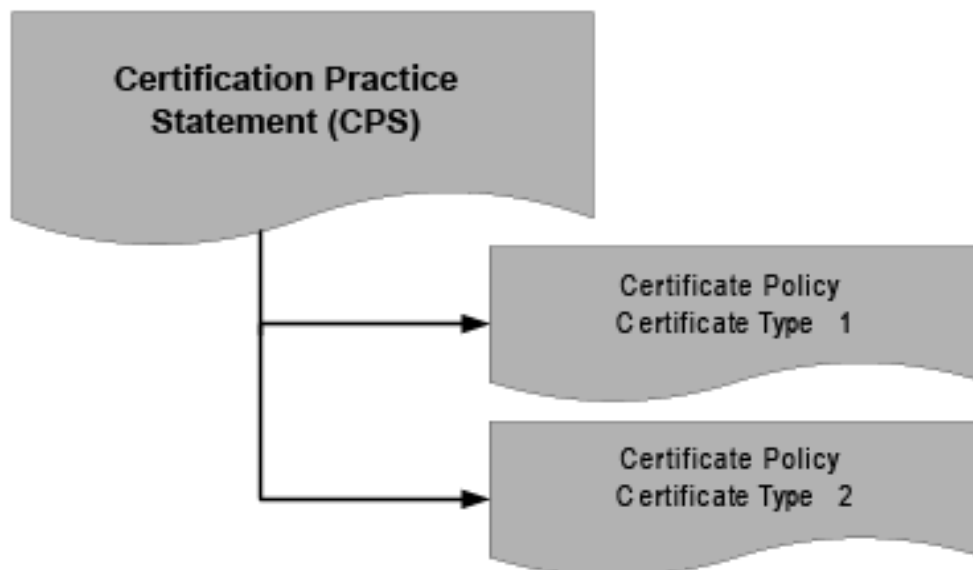 Certification Practice
Statement (CPS)
Certificate Policy
Certificate Type 1
Certificate Policy
Certificate Type 2